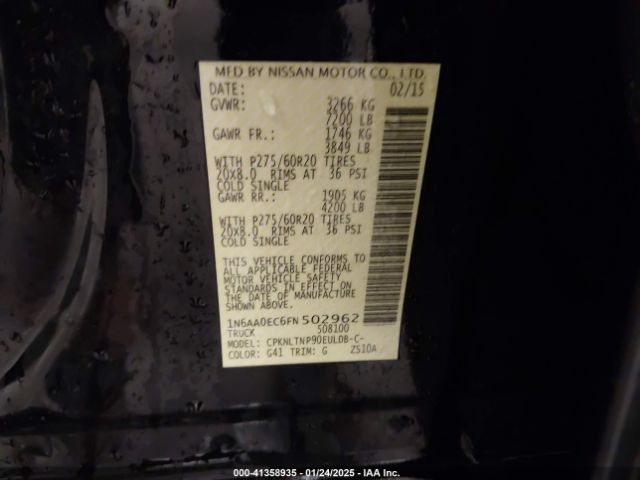 MFD BY NISSAN MOTOR CO., LTD.
DATE: 02/15
GVWR: 3266 KG
7200 LB
GAWR FR.: 1746 KG
3849 LB
WITH P275/60R20 TIRES
20X8.0 RIMS AT 36 PSI
COLD SINGLE
GAWR RR.: 1905 KG
4200 LB
WITH P275/60R20 TIRES
20X8.0 RIMS AT 36 PSI
COLD SINGLE
THIS VEHICLE CONFORMS TO
ALL APPLICABLE FEDERAL
MOTOR VEHICLE SAFETY
STANDARDS IN EFFECT ON
THE DATE OF MANUFACTURE
SHOWN ABOVE.
1N6AA0EC6FN502962
TRUCK 508100
MODEL: CPKNLTNP90EULDB-C-
COLOR: G41 TRIM: G ZSIOA
000-41358935 - 01/24/2025 - IAA Inc.